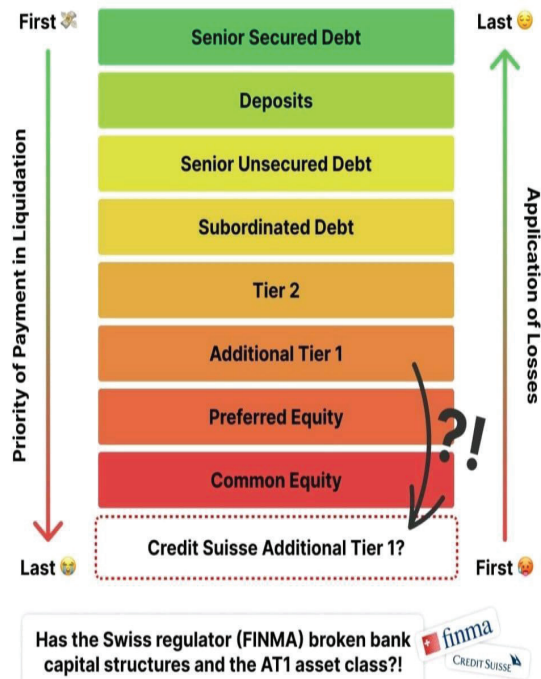 First 💸
Last 😌
Senior Secured Debt
Deposits
Senior Unsecured Debt
Subordinated Debt
Tier 2
Additional Tier 1
Preferred Equity
Common Equity
Credit Suisse Additional Tier 1?
Priority of Payment in Liquidation
Application of Losses
?!
Last 😭
First 🥵
Has the Swiss regulator (FINMA) broken bank
capital structures and the AT1 asset class?!
finma
CREDIT SUISSE